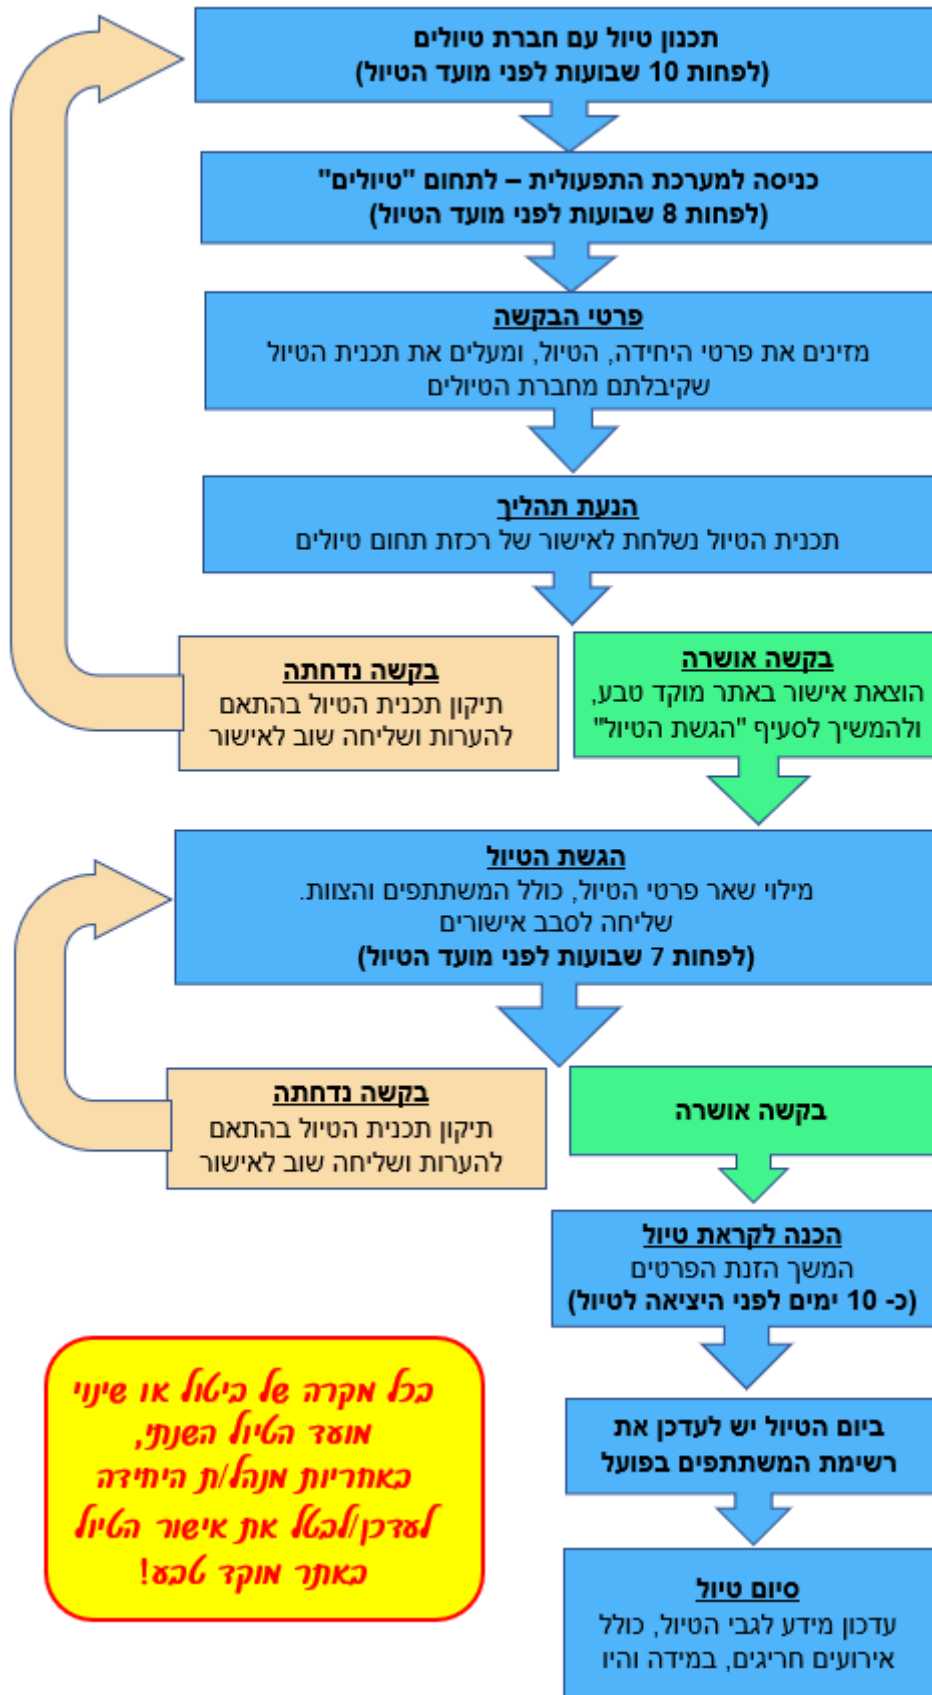 תכנון טיול עם חברת טיולים
(לפחות 10 שבועות לפני מועד הטיול)
כניסה למערכת התפעולית – לתחום "טיולים"
(לפחות 8 שבועות לפני מועד הטיול)
פרטי הבקשה
מזינים את פרטי היחידה, הטיול, ומעלים את תכנית הטיול
שקיבלתם מחברת הטיולים
הנעת תהליך
תכנית הטיול נשלחת לאישור של רכזת תחום טיולים
בקשה אושרה
הוצאת אישור באתר מוקד טבע,
ולהמשיך לסעיף "הגשת הטיול"
בקשה נדחתה
תיקון תכנית הטיול בהתאם
להערות ושליחה שוב לאישור
הגשת הטיול
מילוי שאר פרטי הטיול, כולל המשתתפים והצוות.
שליחה לסבב אישורים
(לפחות 7 שבועות לפני מועד הטיול)
בקשה אושרה
בקשה נדחתה
תיקון תכנית הטיול בהתאם
להערות ושליחה שוב לאישור
הכנה לקראת טיול
המשך הזנת הפרטים
(כ- 10 ימים לפני היציאה לטיול)
ביום הטיול יש לעדכן את
רשימת המשתתפים בפועל
סיום טיול
עדכון מידע לגבי הטיול, כולל
אירועים חריגים, במידה והיו
בכל מקרה של ביטול או שינוי
מועד הטיול השנתי,
באחריות מנהל/ת היחידה
לעדכן/לבטל את אישור הטיול
באתר מוקד טבע!